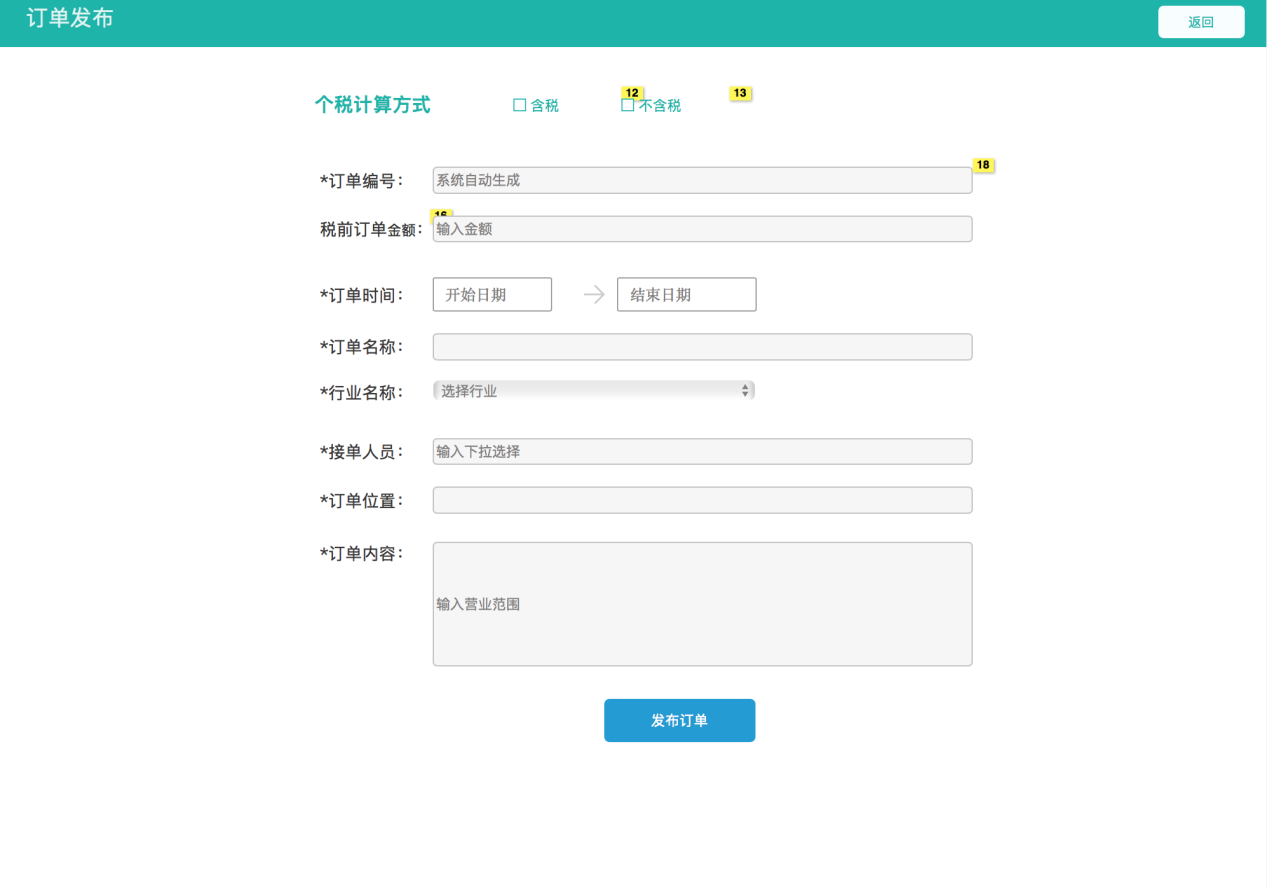 订单发布
返回
12
13
个税计算方式 含税 不含税
18
*订单编号： 系统自动生成
16
税前订单金额： 输入金额
*订单时间： 开始日期 结束日期
*订单名称：
*行业名称： 选择行业
*接单人员： 输入下拉选择
*订单位置：
*订单内容：
输入营业范围
发布订单